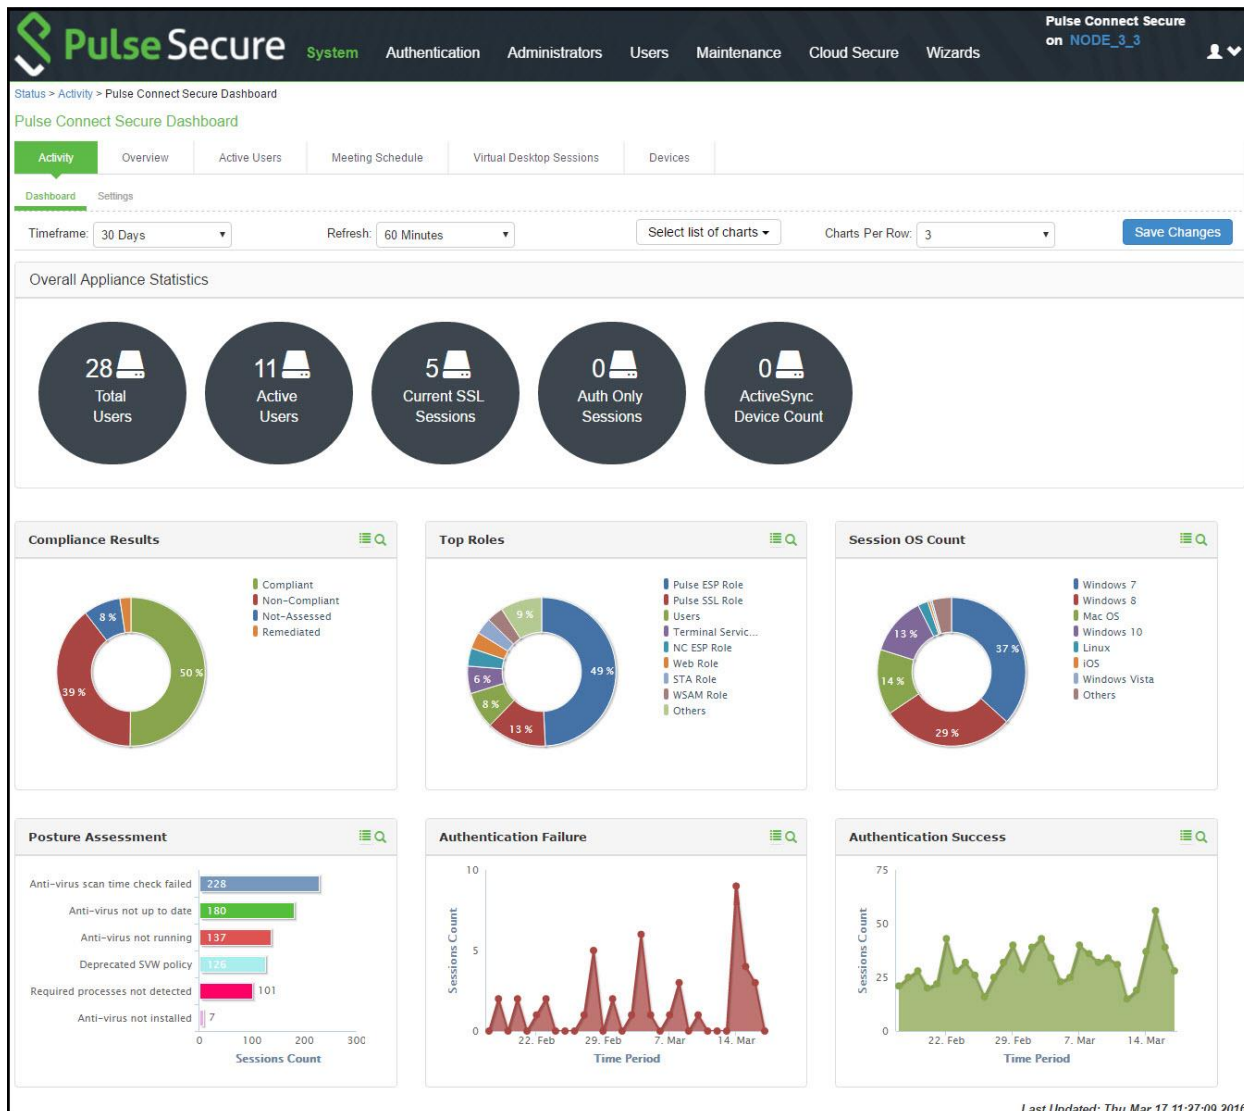 Pulse Secure
System Authentication Administrators Users Maintenance Cloud Secure Wizards
Pulse Connect Secure
on NODE_3_3
Status > Activity > Pulse Connect Secure Dashboard
Pulse Connect Secure Dashboard
Activity Overview Active Users Meeting Schedule Virtual Desktop Sessions Devices
Dashboard Settings
Timeframe: 30 Days Refresh: 60 Minutes Select list of charts Charts Per Row: 3 Save Changes
Overall Appliance Statistics
28
Total
Users
11
Active
Users
5
Current SSL
Sessions
0
Auth Only
Sessions
0
ActiveSync
Device Count
Compliance Results
8 %
50 %
39 %
Compliant
Non-Compliant
Not-Assessed
Remediated
Top Roles
9 %
49 %
6 %
8 %
13 %
Pulse ESP Role
Pulse SSL Role
Users
Terminal Servic...
NC ESP Role
Web Role
STA Role
WSAM Role
Others
Session OS Count
13 %
37 %
14 %
29 %
Windows 7
Windows 8
Mac OS
Windows 10
Linux
iOS
Windows Vista
Others
Posture Assessment
Anti-virus scan time check failed 228
Anti-virus not up to date 180
Anti-virus not running 137
Deprecated SVW policy 126
Required processes not detected 101
Anti-virus not installed 7
0 100 200 300
Sessions Count
Authentication Failure
10
5
0
Sessions Count
22. Feb 29. Feb 7. Mar 14. Mar
Time Period
Authentication Success
75
50
25
0
Sessions Count
22. Feb 29. Feb 7. Mar 14. Mar
Time Period
Last Updated: Thu Mar 17 11:27:09 2016